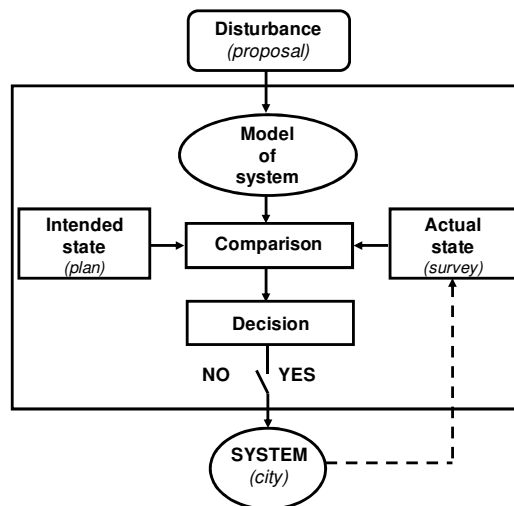 Disturbance
(proposal)
Model
of
system
Intended
state
(plan)
Comparison
Actual
state
(survey)
Decision
NO
YES
SYSTEM
(city)